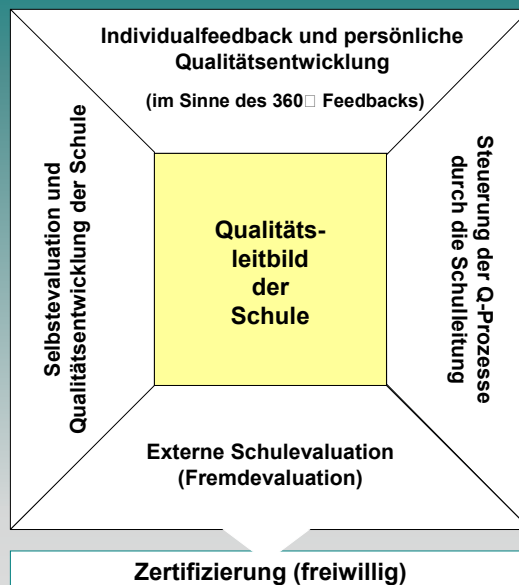 Individualfeedback und persönliche
Qualitätsentwicklung
(im Sinne des 360□ Feedbacks)
Selbstevaluation und
Qualitätsentwicklung der Schule
Qualitäts-
leitbild
der
Schule
Steuerung der Q-Prozesse
durch die Schulleitung
Externe Schulevaluation
(Fremdevaluation)
Zertifizierung (freiwillig)